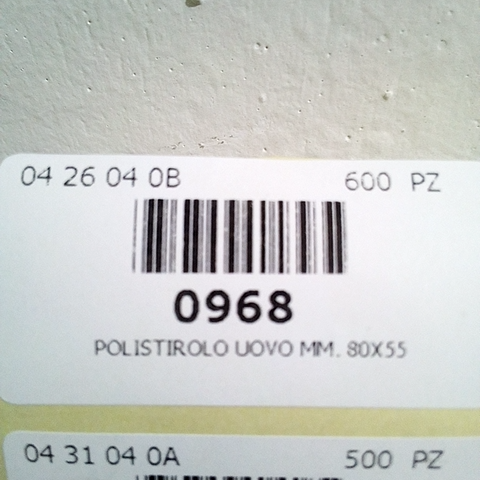 04 26 04 0B 600 PZ
0968
POLISTIROLO UOVO MM. 80X55
04 31 04 0A 500 PZ